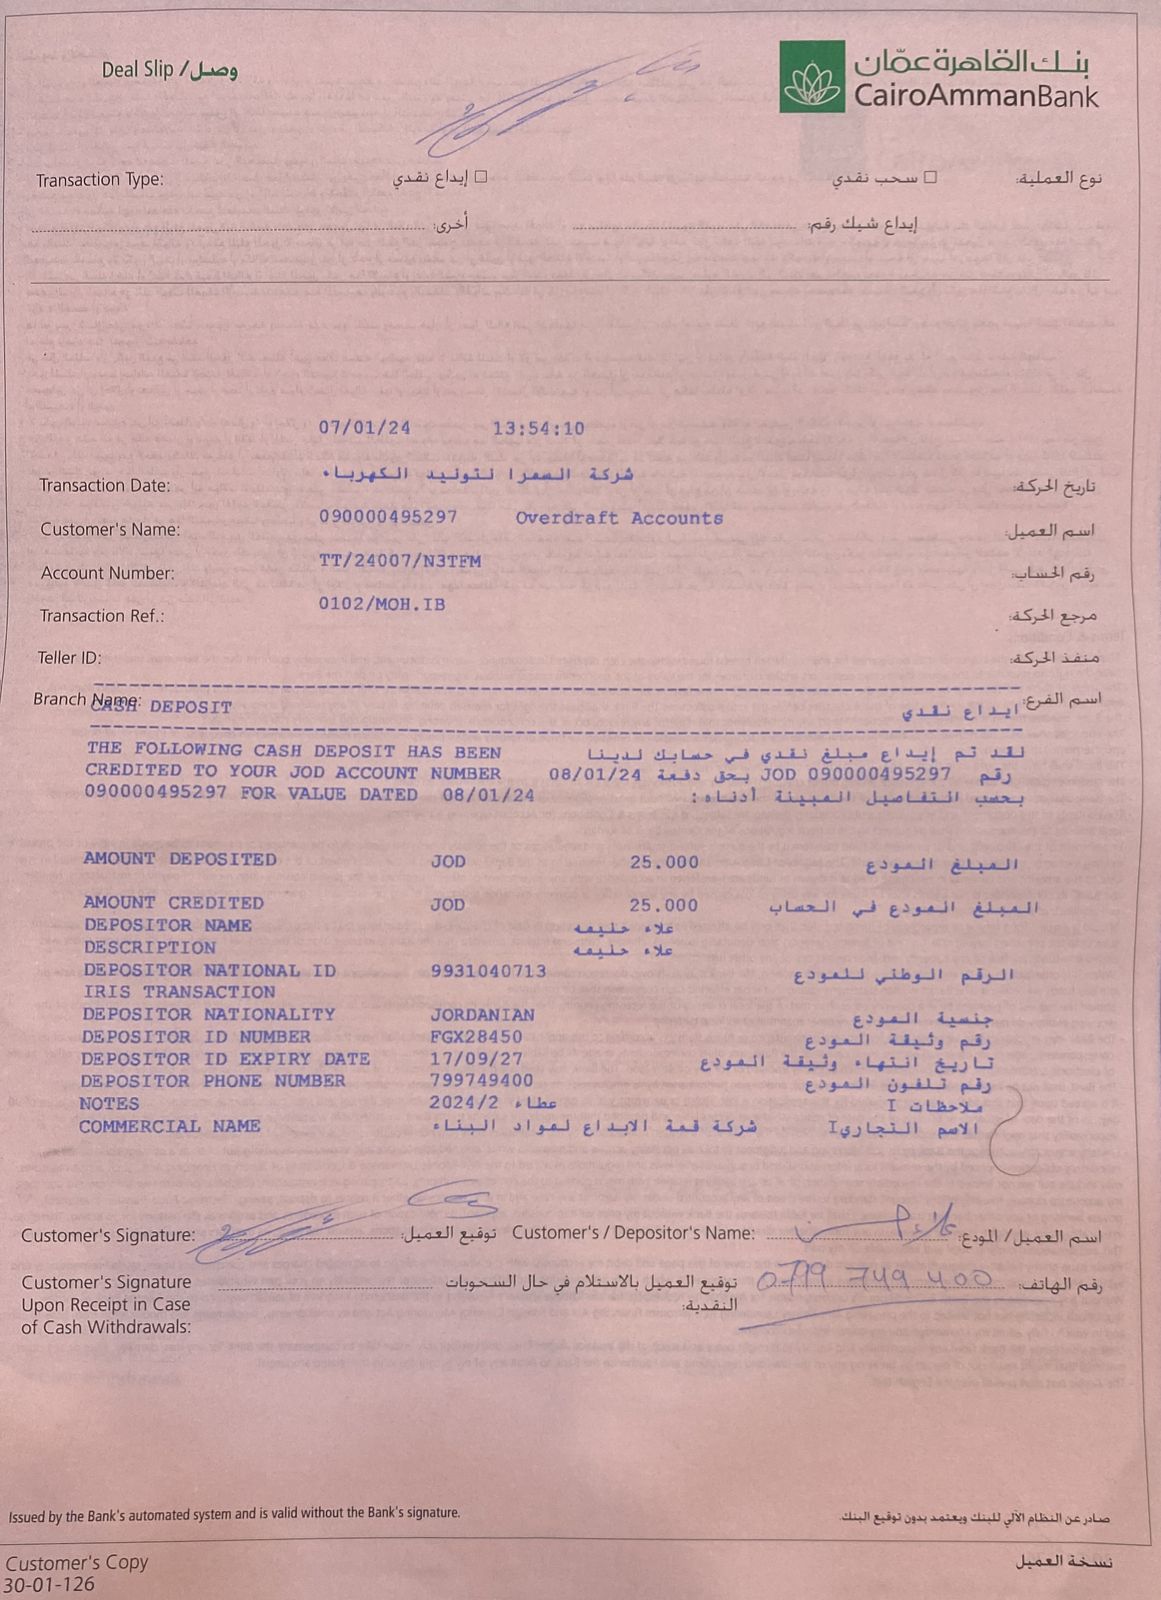 Deal Slip / وصل
بنك القاهرة عمّان
CairoAmmanBank
Transaction Type: ☐ إيداع نقدي ☐ سحب نقدي نوع العملية:
أخرى: إيداع شيك رقم:
07/01/24 13:54:10
شركة السمرا لتوليد الكهرباء
Transaction Date: تاريخ الحركة:
090000495297 Overdraft Accounts
Customer's Name: اسم العميل:
TT/24007/N3TFM
Account Number: رقم الحساب:
0102/MOH.IB
Transaction Ref.: مرجع الحركة:
Teller ID: منفذ الحركة:
Branch Name: اسم الفرع:
CASH DEPOSIT ايداع نقدي
THE FOLLOWING CASH DEPOSIT HAS BEEN لقد تم إيداع مبلغ نقدي في حسابك لدينا
CREDITED TO YOUR JOD ACCOUNT NUMBER رقم JOD 090000495297 بحق دفعة 08/01/24
090000495297 FOR VALUE DATED 08/01/24 بحسب التفاصيل المبينة أدناه:
AMOUNT DEPOSITED JOD 25.000 المبلغ المودع
AMOUNT CREDITED JOD 25.000 المبلغ المودع في الحساب
DEPOSITOR NAME علاء حليمه
DESCRIPTION علاء حليمه
DEPOSITOR NATIONAL ID 9931040713 الرقم الوطني للمودع
IRIS TRANSACTION
DEPOSITOR NATIONALITY JORDANIAN جنسية المودع
DEPOSITOR ID NUMBER FGX28450 رقم وثيقة المودع
DEPOSITOR ID EXPIRY DATE 17/09/27 تاريخ انتهاء وثيقة المودع
DEPOSITOR PHONE NUMBER 799749400 رقم تلفون المودع
NOTES عطاء 2024/2 ملاحظات I
COMMERCIAL NAME شركة قمة الابداع لمواد البناء الاسم التجاريI
Customer's Signature: توقيع العميل: Customer's / Depositor's Name: علاء اسم العميل/ المودع:
Customer's Signature توقيع العميل بالاستلام في حال السحوبات 0799 749 400 رقم الهاتف:
Upon Receipt in Case النقدية:
of Cash Withdrawals:
Issued by the Bank's automated system and is valid without the Bank's signature. صادر عن النظام الآلي للبنك ويعتمد بدون توقيع البنك.
Customer's Copy نسخة العميل
30-01-126